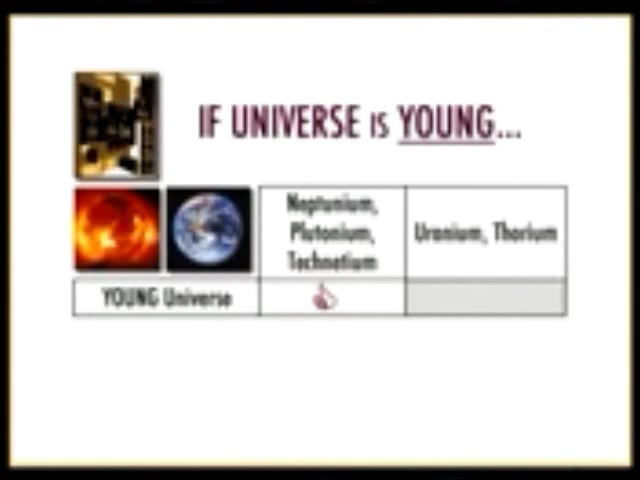 IF UNIVERSE IS YOUNG...
Neptunium,
Plutonium,
Technetium
Uranium, Thorium
YOUNG Universe